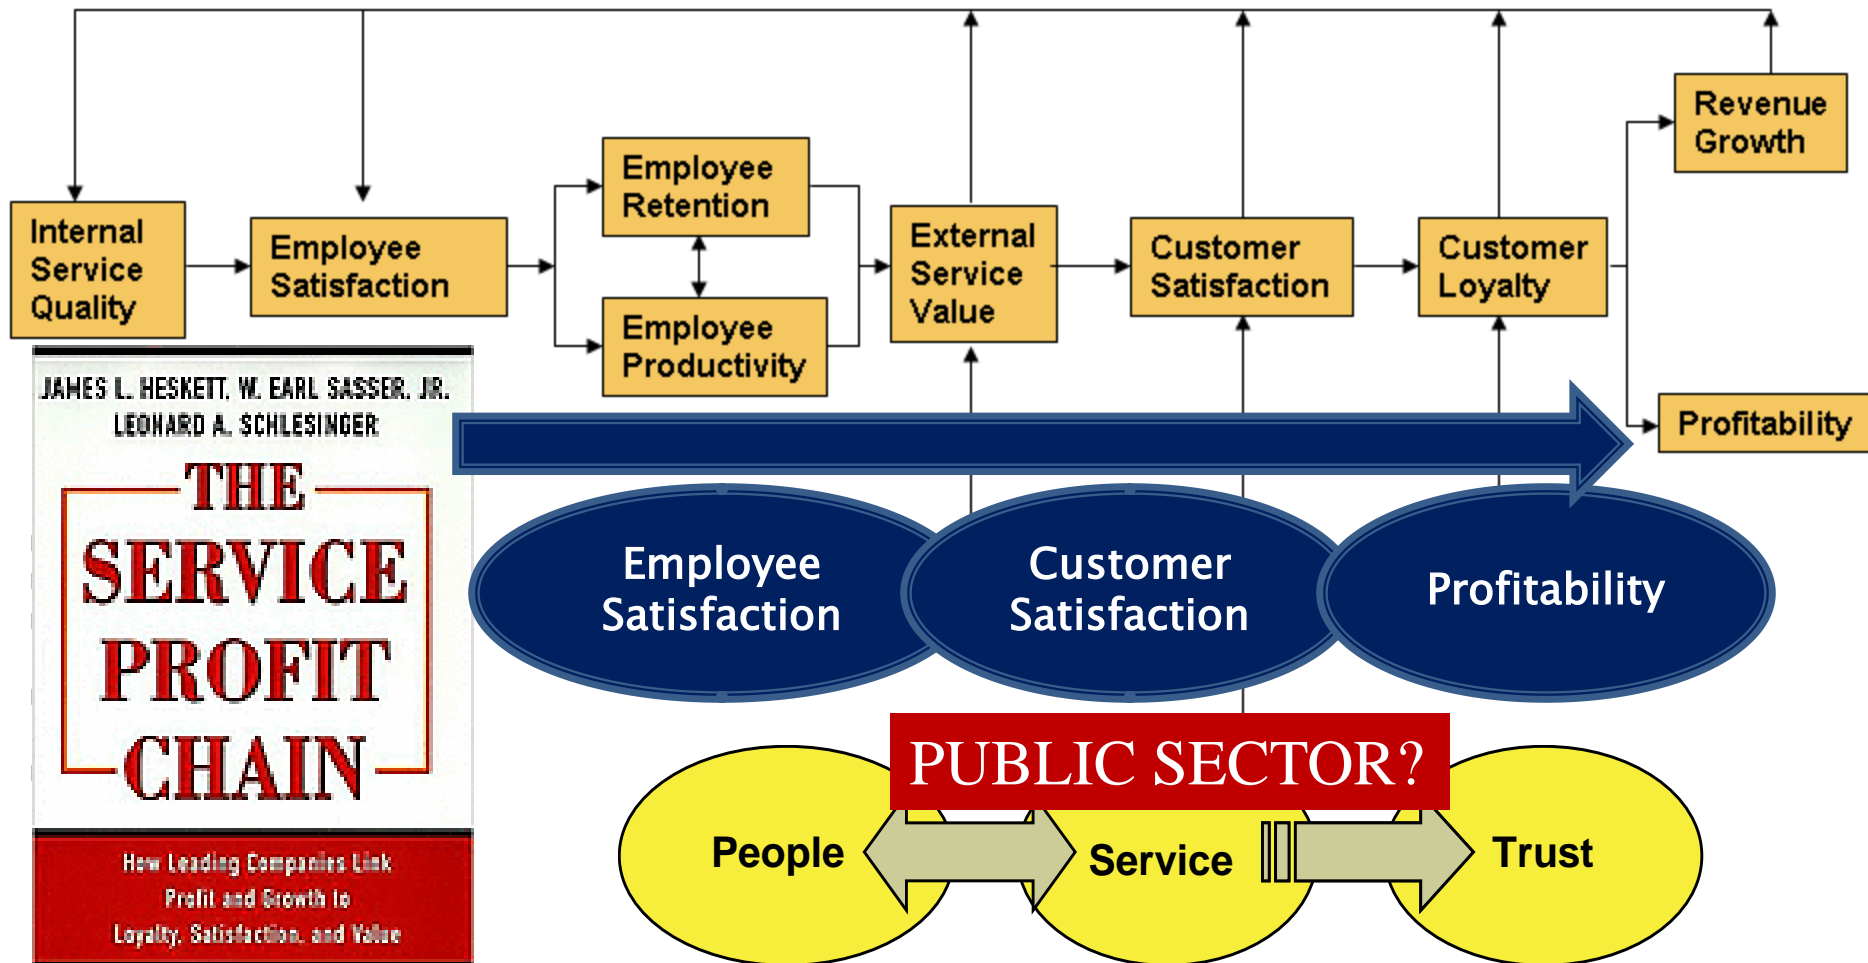 Revenue
Growth
Employee
Retention
Internal
Service
Quality
Employee
Satisfaction
External
Service
Value
Customer
Satisfaction
Customer
Loyalty
Employee
Productivity
Profitability
JAMES L. HESKETT, W. EARL SASSER, JR.
LEONARD A. SCHLESINGER
THE
SERVICE
PROFIT
CHAIN
How Leading Companies Link
Profit and Growth to
Loyalty, Satisfaction, and Value
Employee
Satisfaction
Customer
Satisfaction
Profitability
PUBLIC SECTOR?
People
Service
Trust